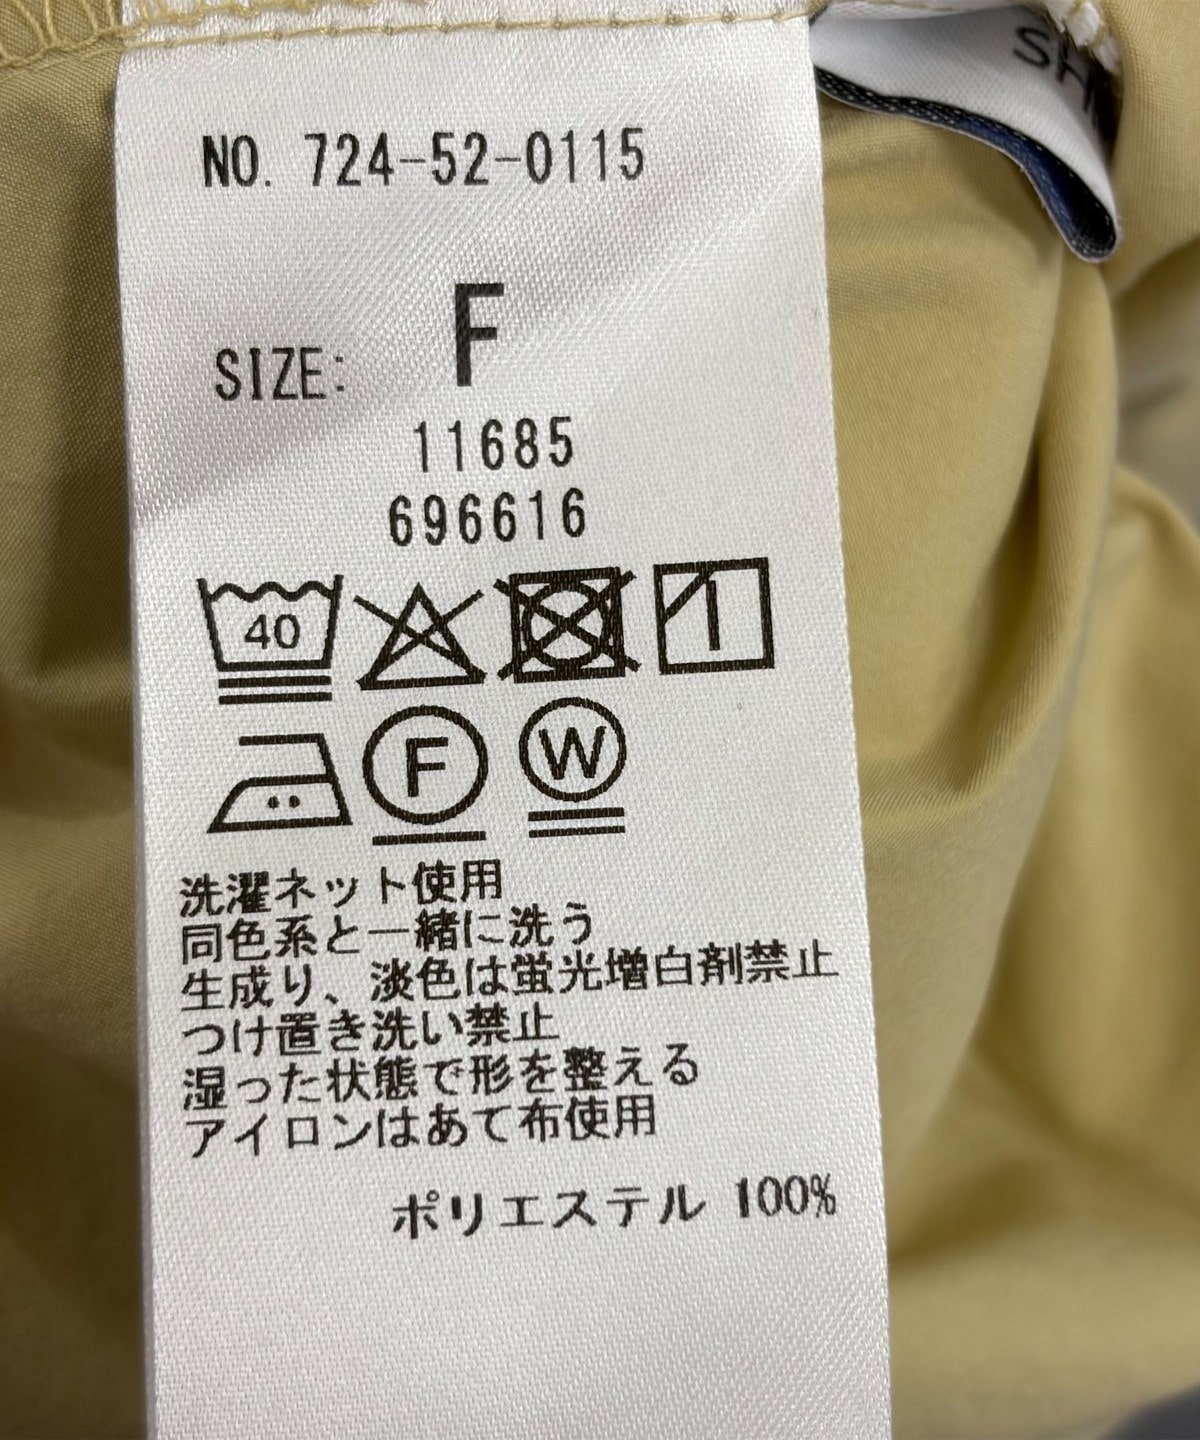 SH
NO. 724-52-0115
SIZE: F
11685
696616
40
F W
洗濯ネット使用
同色系と一緒に洗う
生成り、淡色は蛍光増白剤禁止
つけ置き洗い禁止
湿った状態で形を整える
アイロンはあて布使用
ポリエステル 100%